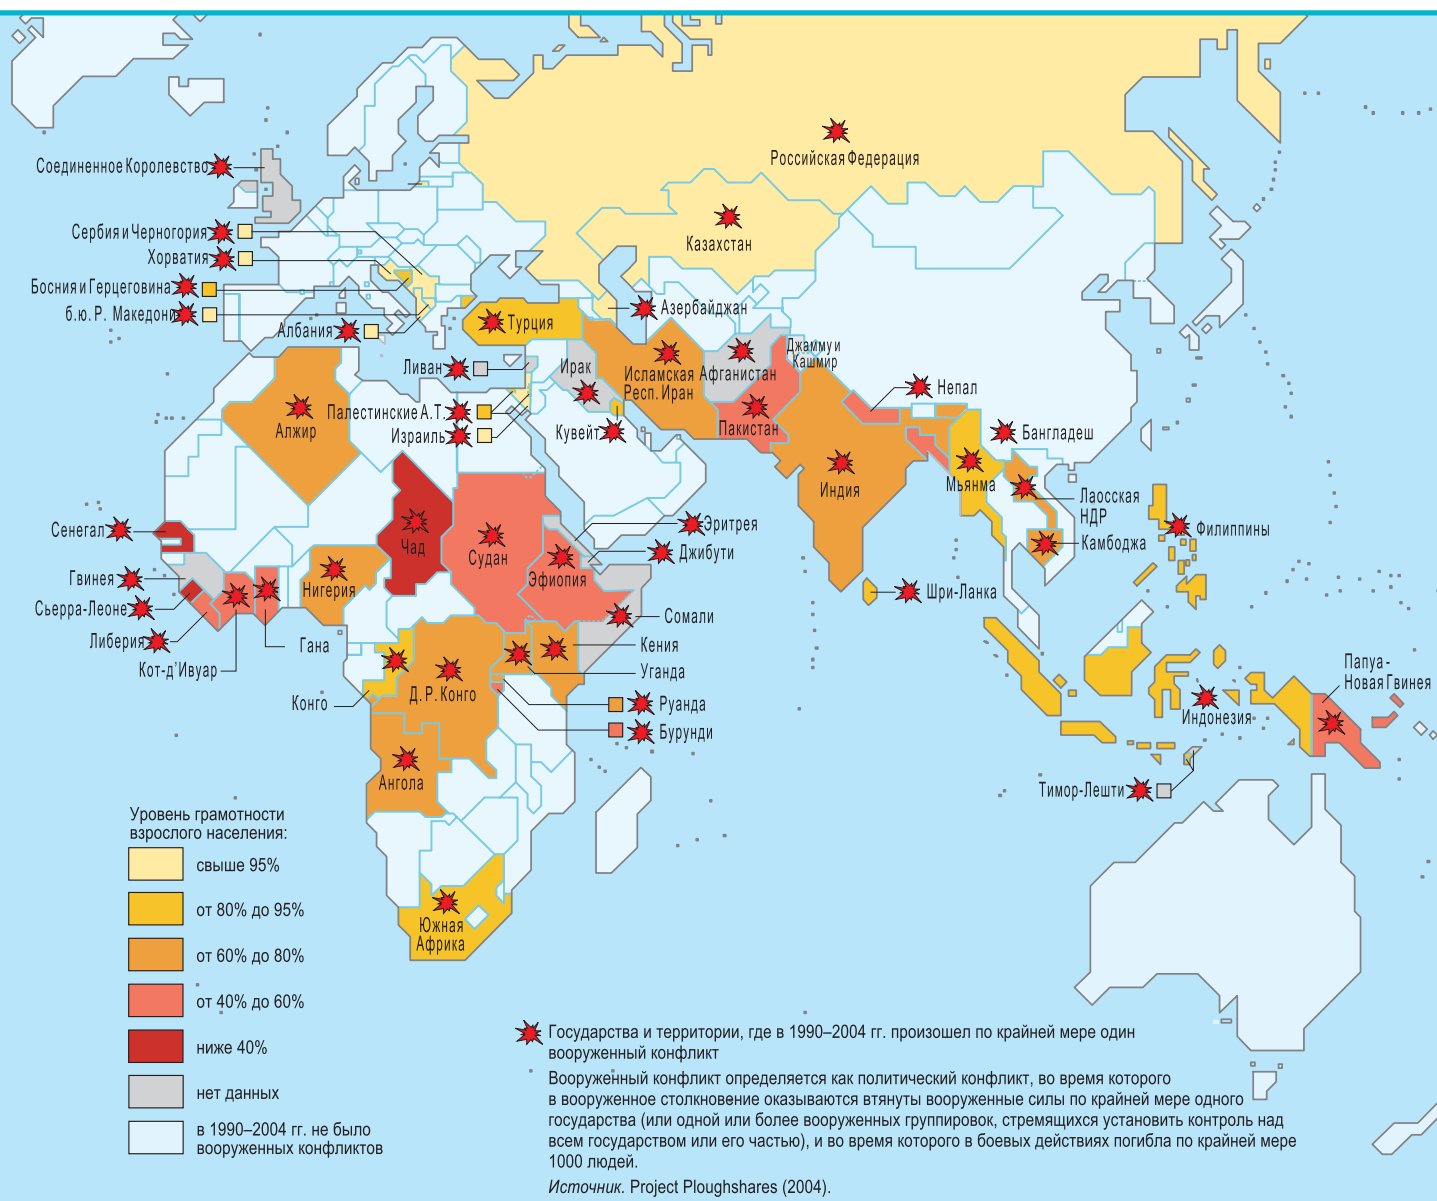 Российская Федерация
Соединенное Королевство
Казахстан
Сербия и Черногория
Хорватия
Босния и Герцеговина
б.ю. Р. Македони
Албания
Азербайджан
Турция
Ливан
Ирак
Исламская
Респ. Иран
Афганистан
Джамму и
Кашмир
Непал
Палестинские А.Т.
Израиль
Алжир
Кувейт
Пакистан
Бангладеш
Индия
Мьянма
Лаосская
НДР
Филиппины
Камбоджа
Сенегал
Чад
Судан
Эритрея
Джибути
Гвинея
Нигерия
Эфиопия
Шри-Ланка
Сьерра-Леоне
Сомали
Либерия
Гана
Кения
Кот-д’Ивуар
Уганда
Папуа -
Новая Гвинея
Конго
Д. Р. Конго
Руанда
Индонезия
Бурунди
Ангола
Тимор-Лешти
Южная
Африка
Уровень грамотности
взрослого населения:
свыше 95%
от 80% до 95%
от 60% до 80%
от 40% до 60%
ниже 40%
нет данных
в 1990–2004 гг. не было
вооруженных конфликтов
Государства и территории, где в 1990–2004 гг. произошел по крайней мере один
вооруженный конфликт
Вооруженный конфликт определяется как политический конфликт, во время которого
в вооруженное столкновение оказываются втянуты вооруженные силы по крайней мере одного
государства (или одной или более вооруженных группировок, стремящихся установить контроль над
всем государством или его частью), и во время которого в боевых действиях погибла по крайней мере
1000 людей.
Источник. Project Ploughshares (2004).